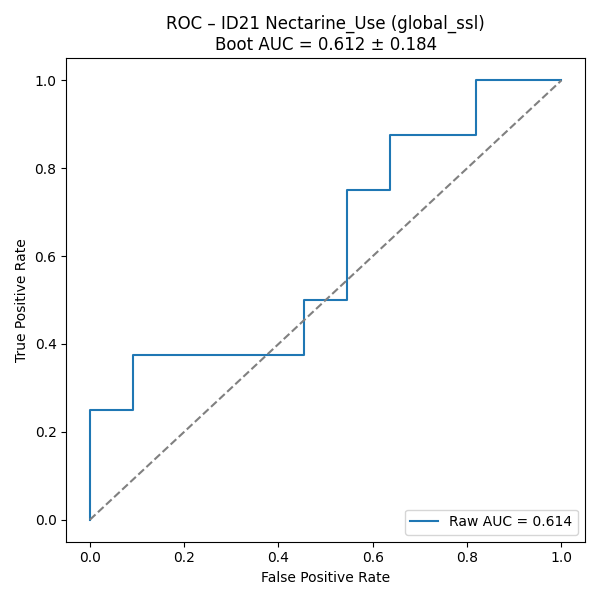 ROC – ID21 Nectarine_Use (global_ssl)
Boot AUC = 0.612 ± 0.184
True Positive Rate
1.0
0.8
0.6
0.4
0.2
0.0
Raw AUC = 0.614
0.0 0.2 0.4 0.6 0.8 1.0
False Positive Rate